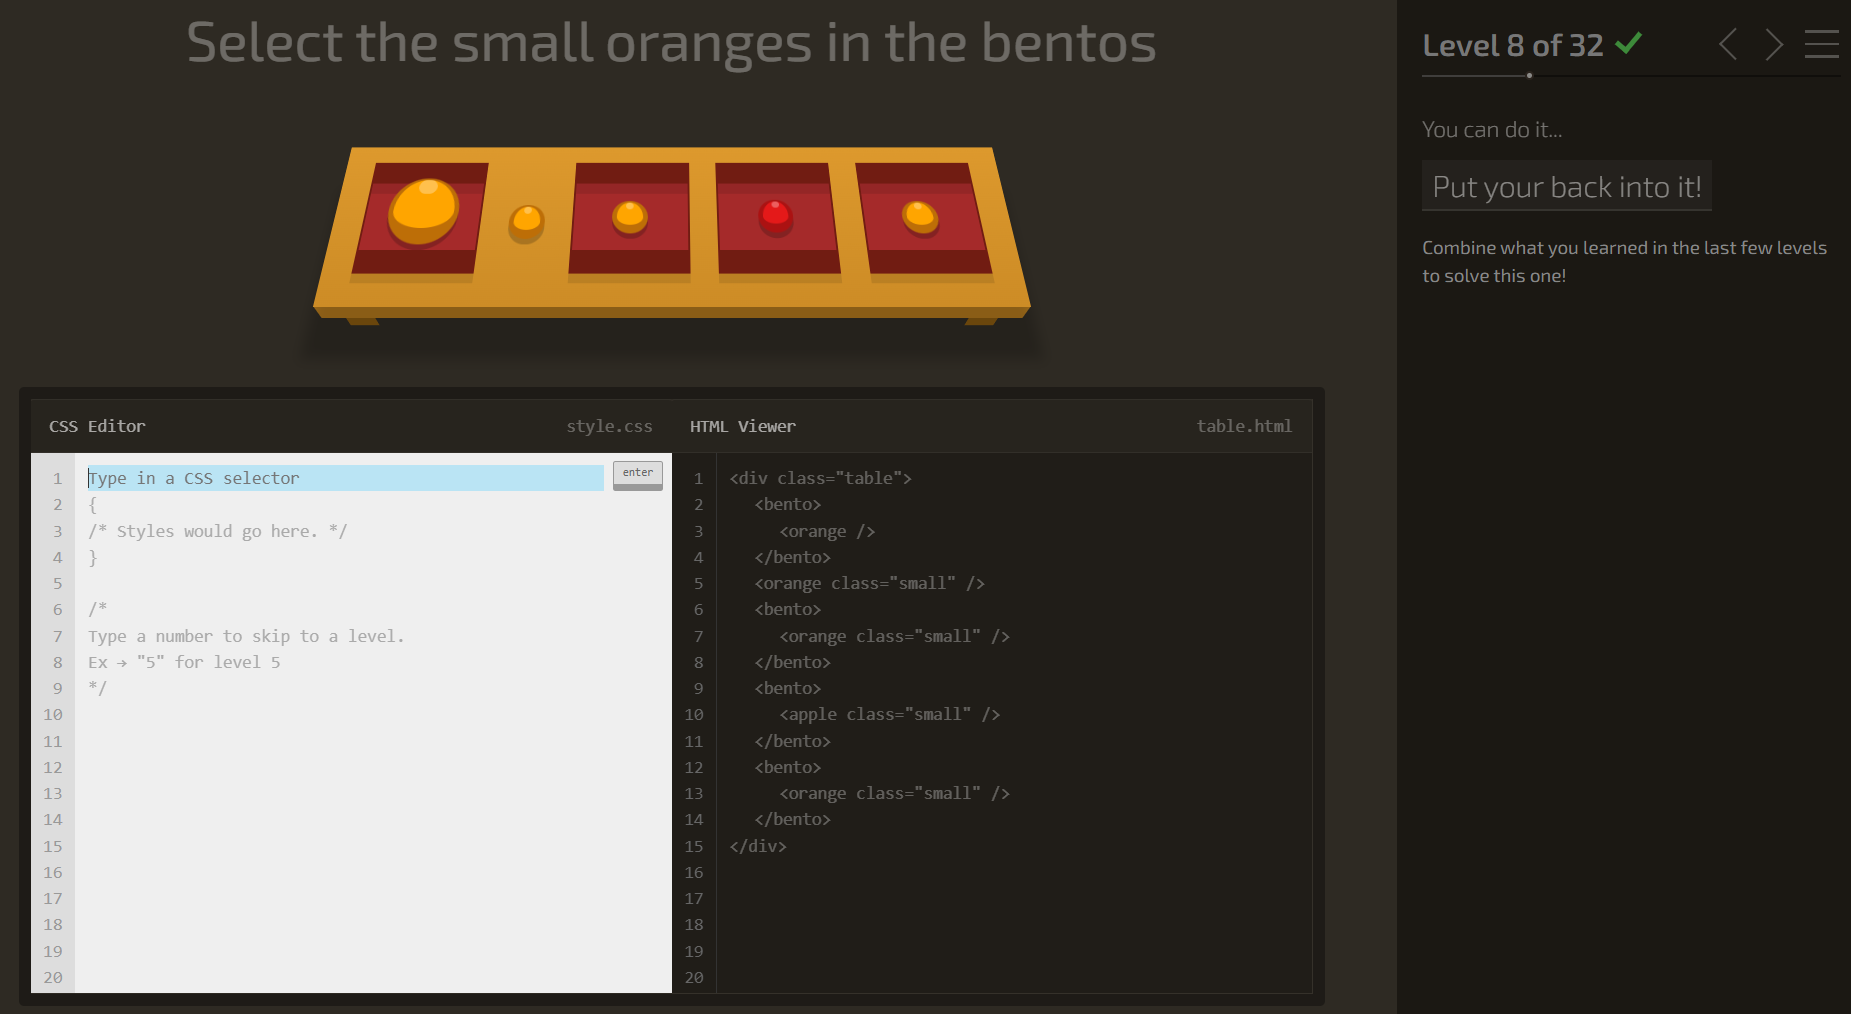 Select the small oranges in the bentos
Level 8 of 32
You can do it...
Put your back into it!
Combine what you learned in the last few levels
to solve this one!
CSS Editor style.css
1 Type in a CSS selector enter
2 {
3 /* Styles would go here. */
4 }
5
6 /*
7 Type a number to skip to a level.
8 Ex → "5" for level 5
9 */
10
11
12
13
14
15
16
17
18
19
20
HTML Viewer table.html
1 <div class="table">
2 <bento>
3 <orange />
4 </bento>
5 <orange class="small" />
6 <bento>
7 <orange class="small" />
8 </bento>
9 <bento>
10 <apple class="small" />
11 </bento>
12 <bento>
13 <orange class="small" />
14 </bento>
15 </div>
16
17
18
19
20